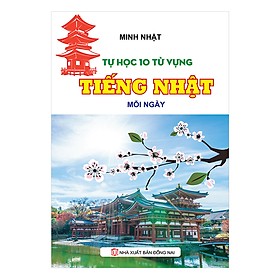 MINH NHẬT
TỰ HỌC 10 TỪ VỰNG
TIẾNG NHẬT
MỖI NGÀY
NHÀ XUẤT BẢN ĐỒNG NAI